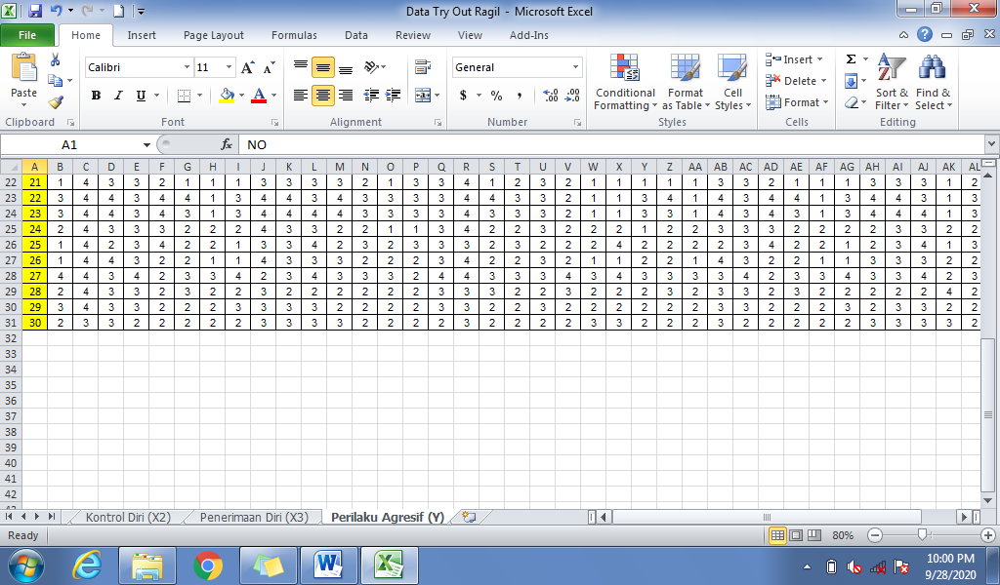 Data Try Out Ragil - Microsoft Excel
File Home Insert Page Layout Formulas Data Review View Add-Ins
Paste
Calibri 11 A A
B I U A
General
$ % , .00 .0
Conditional Formatting Format as Table Cell Styles
Insert
Delete
Format
Σ Sort & Filter Find & Select
Clipboard Font Alignment Number Styles Cells Editing
A1 fx NO
A B C D E F G H I J K L M N O P Q R S T U V W X Y Z AA AB AC AD AE AF AG AH AI AJ AK AL
22 21 1 4 3 3 2 1 1 1 3 3 3 3 2 1 3 3 4 1 2 3 2 1 1 1 1 1 3 3 2 1 1 1 3 3 3 1 2
23 22 3 4 4 3 4 4 1 3 4 4 3 4 3 3 3 3 4 3 4 3 2 1 1 3 4 1 4 3 4 4 1 3 4 4 3 1 3
24 23 3 4 4 3 4 3 1 3 4 4 4 4 3 3 3 3 4 3 3 3 2 1 1 3 3 1 4 3 4 3 1 3 4 4 4 1 3
25 24 2 4 3 3 3 2 2 2 4 3 3 2 2 1 1 3 4 2 2 3 2 2 2 1 2 2 2 3 3 2 2 2 3 3 3 2 2
26 25 1 4 2 3 4 2 2 1 3 3 4 2 3 2 3 3 3 2 3 2 2 2 4 2 2 2 2 3 4 2 2 1 2 3 4 1 3
27 26 1 4 4 3 2 2 1 1 4 3 3 3 2 2 2 3 4 2 2 3 2 1 1 2 2 1 4 3 2 2 1 1 3 3 3 2 2
28 27 4 4 3 4 2 3 3 4 2 3 4 3 3 3 2 4 4 3 3 3 4 3 4 3 3 3 3 4 2 3 3 4 3 3 4 2 3
29 28 2 4 3 3 2 3 2 2 3 2 3 2 2 2 2 3 3 3 2 2 3 2 3 2 2 3 3 2 2 3 2 2 2 2 2 4 2
30 29 3 4 3 3 2 2 2 3 3 3 3 3 2 2 2 2 3 2 2 3 2 2 2 2 2 2 3 3 2 2 2 3 2 3 3 2 2
31 30 2 3 3 2 2 2 2 2 3 3 3 3 2 2 2 2 3 2 2 2 2 3 3 2 2 2 3 2 2 2 2 2 3 3 3 3 2
32
33
34
35
36
37
38
39
40
41
42
Kontrol Diri (X2) Penerimaan Diri (X3) Perilaku Agresif (Y)
Ready 80%
10:00 PM
9/28/2020